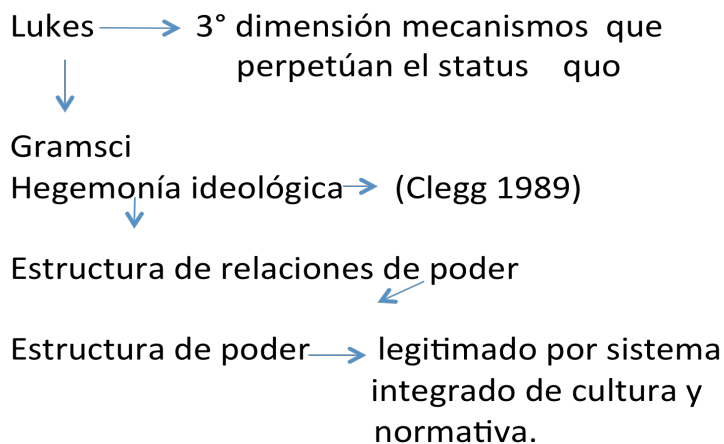 Lukes 3° dimensión mecanismos que
perpetúan el status quo
Gramsci
Hegemonía ideológica (Clegg 1989)
Estructura de relaciones de poder
Estructura de poder legitimado por sistema
integrado de cultura y
normativa.